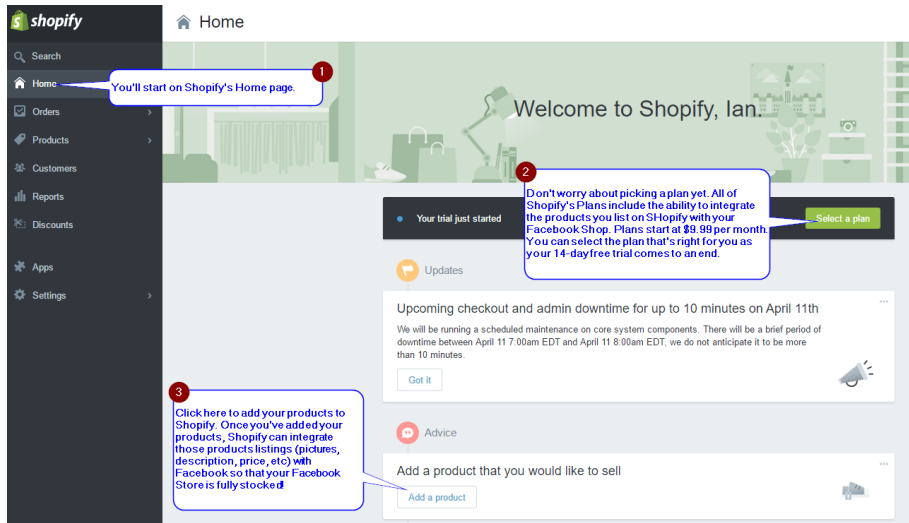 shopify
Home
Search
Home
Orders
Products
Customers
Reports
Discounts
Apps
Settings
1
You'll start on Shopify's Home page.
Welcome to Shopify, Ian.
2
Don't worry about picking a plan yet. All of
Shopify's Plans include the ability to integrate
the products you list on SHopify with your
Facebook Shop. Plans start at $9.99 per month.
You can select the plan that's right for you as
your 14-day free trial comes to an end.
Your trial just started
Select a plan
Updates
Upcoming checkout and admin downtime for up to 10 minutes on April 11th
We will be running a scheduled maintenance on core system components. There will be a brief period of
downtime between April 11 7:00am EDT and April 11 8:00am EDT, we do not anticipate it to be more
than 10 minutes.
Got it
3
Click here to add your products to
Shopify. Once you've added your
products, Shopify can integrate
those products listings (pictures,
description, price, etc) with
Facebook so that your Facebook
Store is fully stocked!
Advice
Add a product that you would like to sell
Add a product